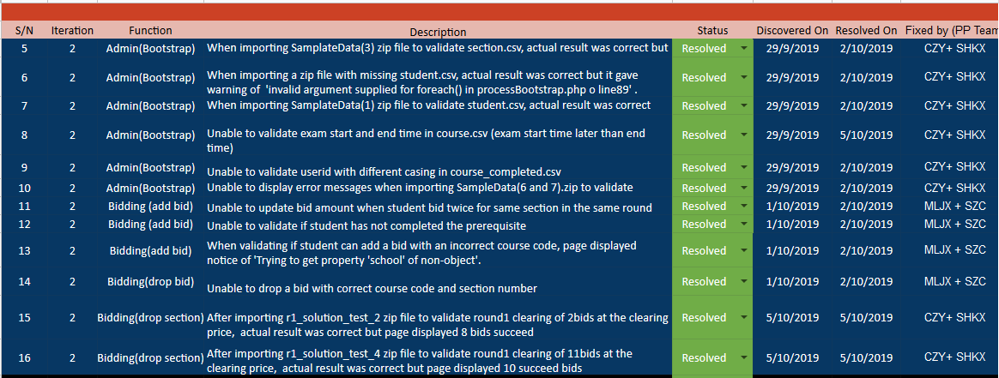 S/N Iteration Function Description Status Discovered On Resolved On Fixed by (PP Team
5 2 Admin(Bootstrap) When importing SamplateData(3) zip file to validate section.csv, actual result was correct but Resolved 29/9/2019 2/10/2019 CZY+ SHKX
6 2 Admin(Bootstrap) When importing a zip file with missing student.csv, actual result was correct but it gave Resolved 29/9/2019 2/10/2019 CZY+ SHKX
warning of 'invalid argument supplied for foreach() in processBootstrap.php o line89' .
7 2 Admin(Bootstrap) When importing SamplateData(1) zip file to validate student.csv, actual result was correct Resolved 29/9/2019 2/10/2019 CZY+ SHKX
8 2 Admin(Bootstrap) Unable to validate exam start and end time in course.csv (exam start time later than end Resolved 29/9/2019 5/10/2019 CZY+ SHKX
time)
9 2 Admin(Bootstrap) Unable to validate userid with different casing in course_completed.csv Resolved 29/9/2019 2/10/2019 CZY+ SHKX
10 2 Admin(Bootstrap) Unable to display error messages when importing SampleData(6 and 7).zip to validate Resolved 29/9/2019 2/10/2019 CZY+ SHKX
11 2 Bidding (add bid) Unable to update bid amount when student bid twice for same section in the same round Resolved 1/10/2019 2/10/2019 MLJX + SZC
12 2 Bidding (add bid) Unable to validate if student has not completed the prerequisite Resolved 1/10/2019 2/10/2019 MLJX + SZC
13 2 Bidding(add bid) When validating if student can add a bid with an incorrect course code, page displayed Resolved 1/10/2019 2/10/2019 MLJX + SZC
notice of 'Trying to get property 'school' of non-object'.
14 2 Bidding(drop bid) Unable to drop a bid with correct course code and section number Resolved 1/10/2019 2/10/2019 MLJX + SZC
15 2 Bidding(drop section) After importing r1_solution_test_2 zip file to validate round1 clearing of 2bids at the clearing Resolved 5/10/2019 5/10/2019 CZY+ SHKX
price, actual result was correct but page displayed 8 bids succeed
16 2 Bidding(drop section) After importing r1_solution_test_4 zip file to validate round1 clearing of 11bids at the Resolved 5/10/2019 5/10/2019 CZY+ SHKX
clearing price, actual result was correct but page displayed 10 succeed bids